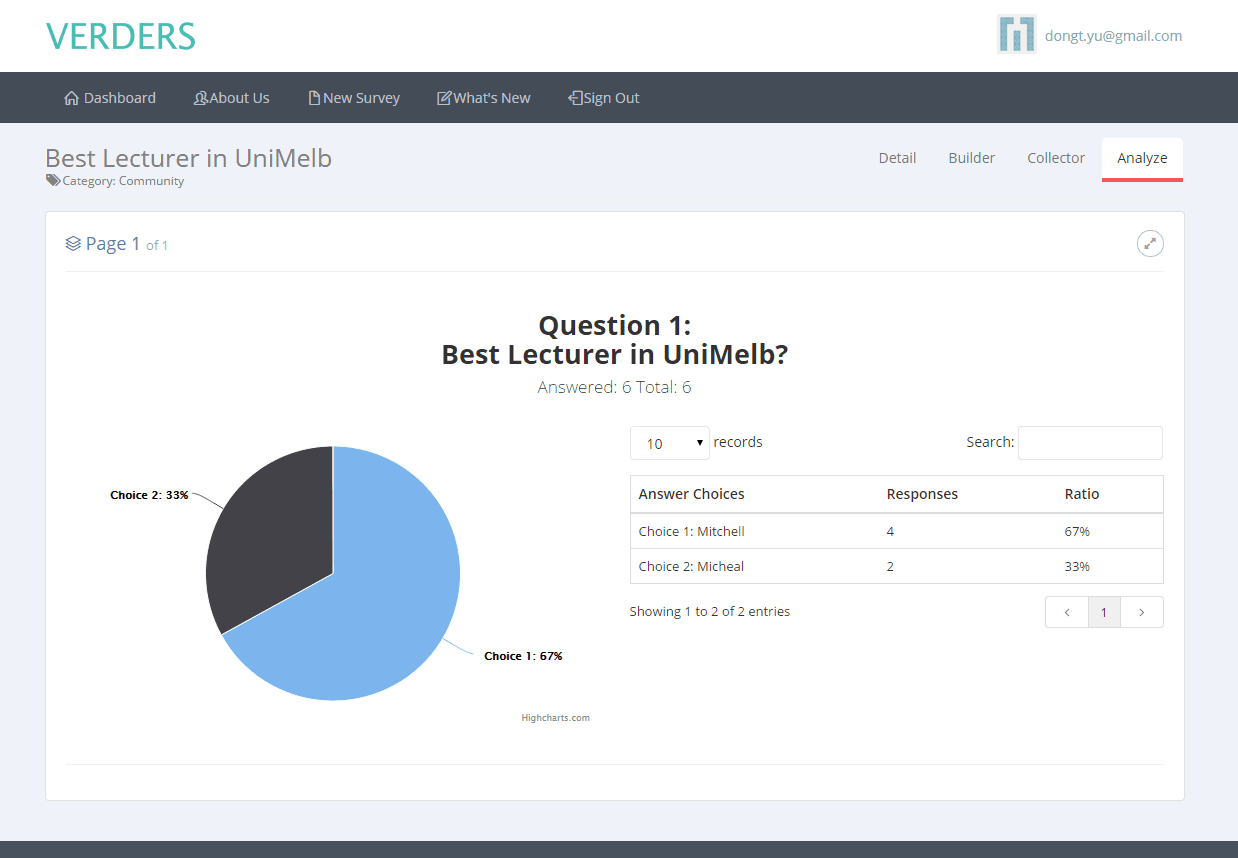 VERDERS
dongt.yu@gmail.com
Dashboard About Us New Survey What's New Sign Out
Best Lecturer in UniMelb
Category: Community
Detail Builder Collector Analyze
Page 1 of 1
Question 1:
Best Lecturer in UniMelb?
Answered: 6 Total: 6
Choice 2: 33%
Choice 1: 67%
Highcharts.com
10 records Search:
Answer Choices Responses Ratio
Choice 1: Mitchell 4 67%
Choice 2: Micheal 2 33%
Showing 1 to 2 of 2 entries
< 1 >